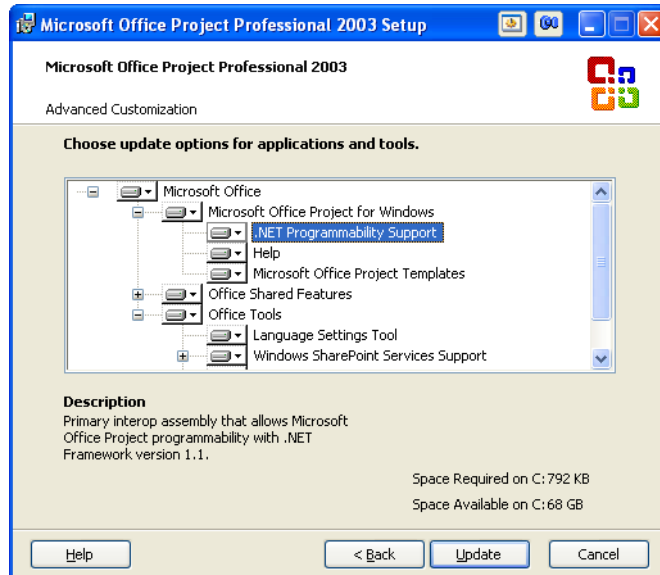 Microsoft Office Project Professional 2003 Setup
Microsoft Office Project Professional 2003
Advanced Customization
Choose update options for applications and tools.
Microsoft Office
Microsoft Office Project for Windows
.NET Programmability Support
Help
Microsoft Office Project Templates
Office Shared Features
Office Tools
Language Settings Tool
Windows SharePoint Services Support
Description
Primary interop assembly that allows Microsoft
Office Project programmability with .NET
Framework version 1.1.
Space Required on C: 792 KB
Space Available on C: 68 GB
Help
< Back
Update
Cancel